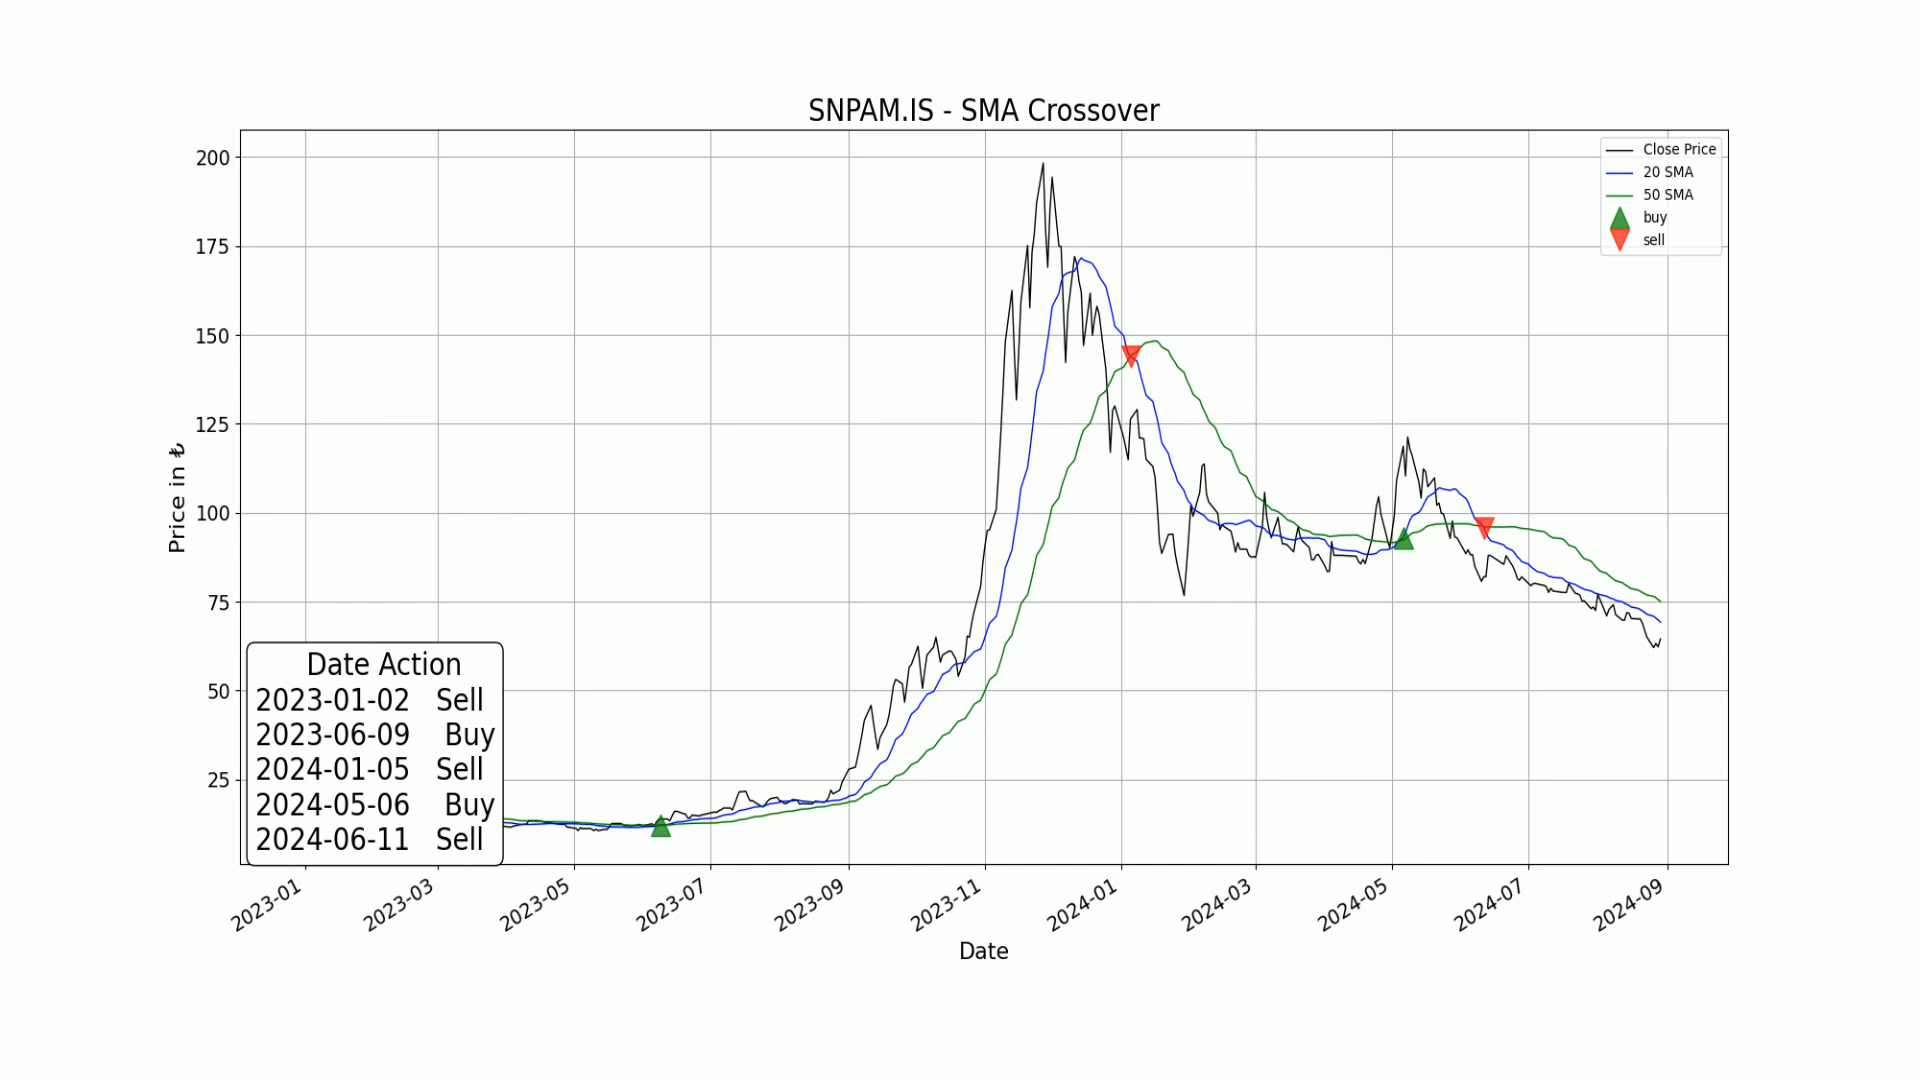 SNPAM.IS - SMA Crossover
200
175
150
125
100
75
50
25
Price in ₺
Close Price
20 SMA
50 SMA
buy
sell
Date Action
2023-01-02 Sell
2023-06-09 Buy
2024-01-05 Sell
2024-05-06 Buy
2024-06-11 Sell
2023-01
2023-03
2023-05
2023-07
2023-09
2023-11
2024-01
2024-03
2024-05
2024-07
2024-09
Date